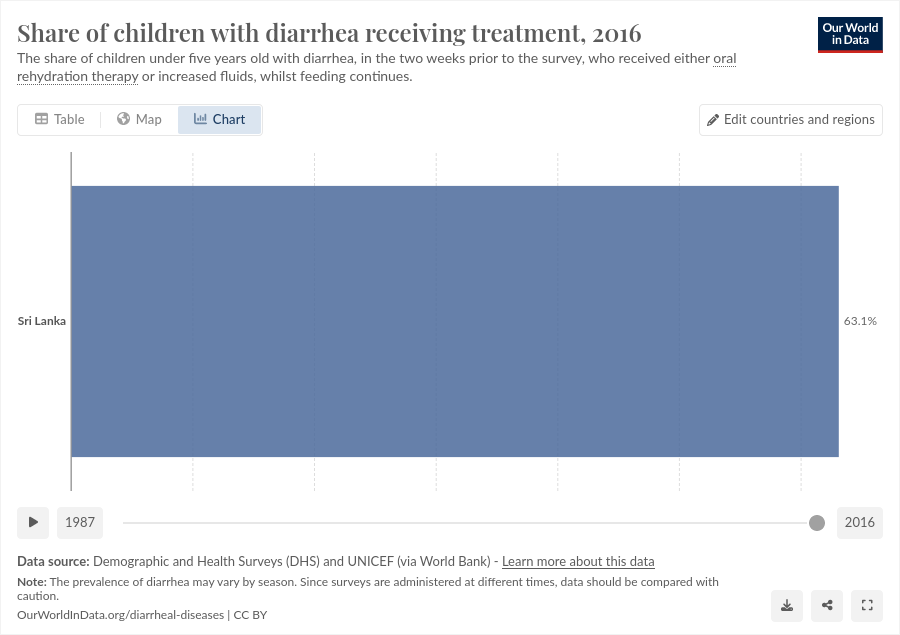 Share of children with diarrhea receiving treatment, 2016
Our World
in Data
The share of children under five years old with diarrhea, in the two weeks prior to the survey, who received either oral
rehydration therapy or increased fluids, whilst feeding continues.
Table
Map
Chart
Edit countries and regions
Sri Lanka
63.1%
1987
2016
Data source: Demographic and Health Surveys (DHS) and UNICEF (via World Bank) - Learn more about this data
Note: The prevalence of diarrhea may vary by season. Since surveys are administered at different times, data should be compared with
caution.
OurWorldInData.org/diarrheal-diseases | CC BY